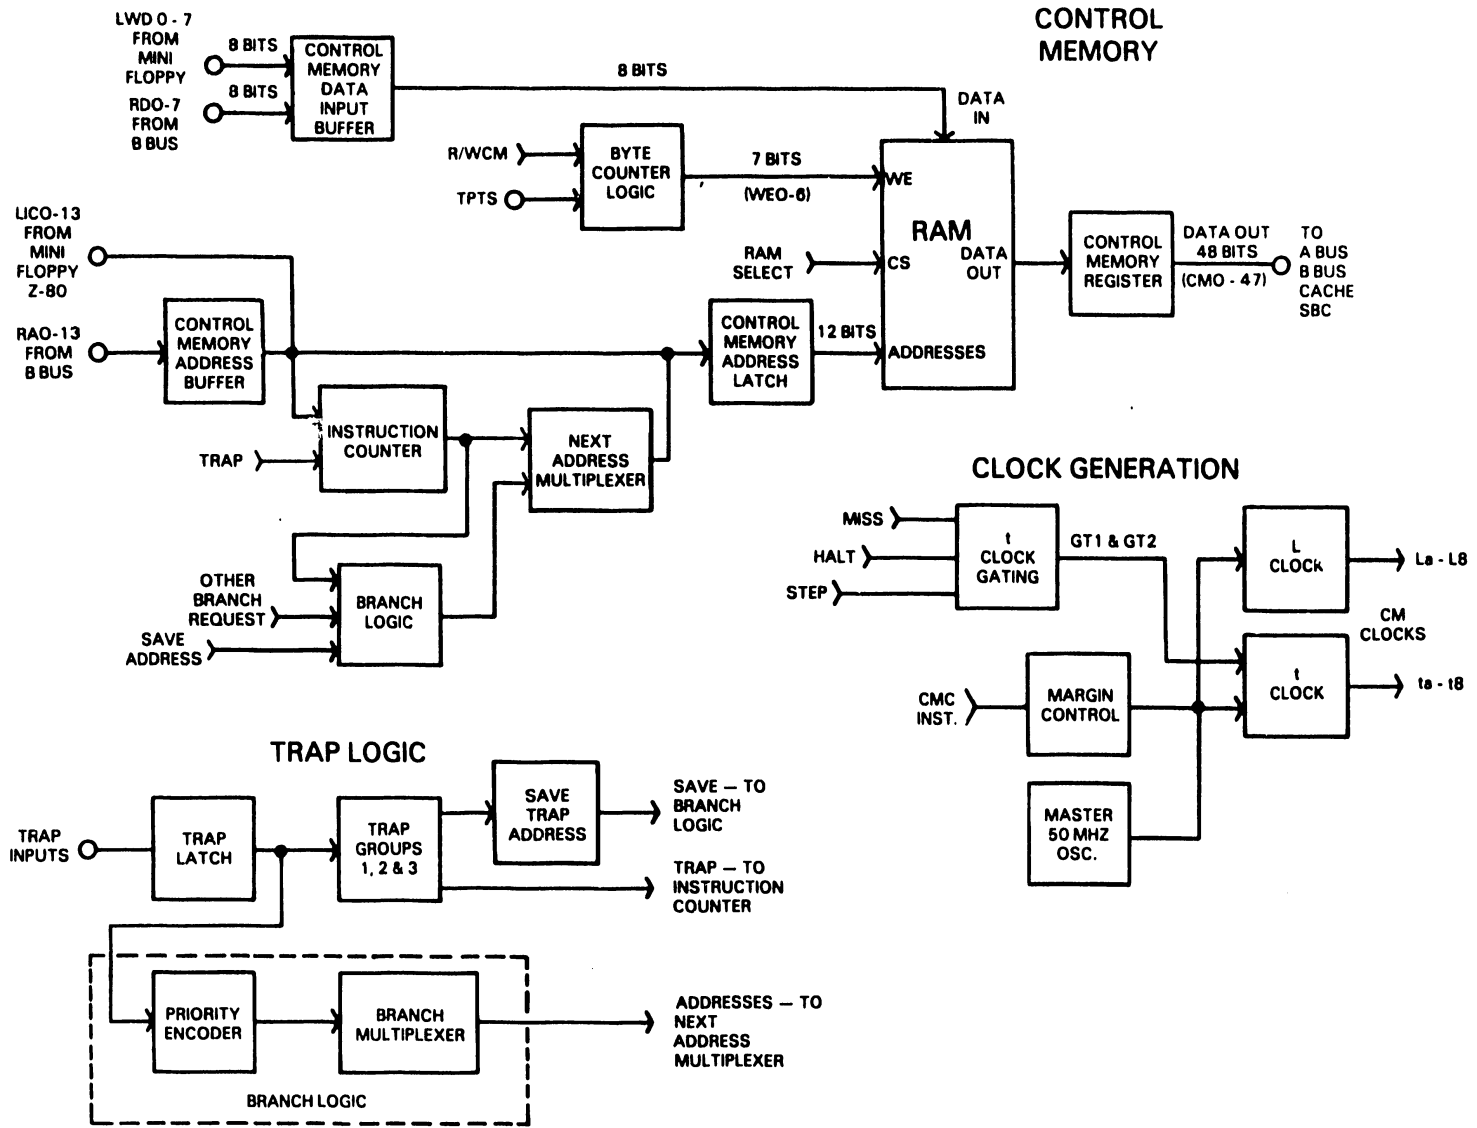 CONTROL
MEMORY
LWD 0 - 7
FROM
MINI
FLOPPY
8 BITS
RDO-7
FROM
B BUS
8 BITS
CONTROL
MEMORY
DATA
INPUT
BUFFER
8 BITS
DATA
IN
R/WCM
TPTS
BYTE
COUNTER
LOGIC
7 BITS
(WEO-6)
WE
RAM
RAM
SELECT
CS
DATA
OUT
ADDRESSES
CONTROL
MEMORY
REGISTER
DATA OUT
48 BITS
(CMO - 47)
TO
A BUS
B BUS
CACHE
SBC
LICO-13
FROM
MINI
FLOPPY
Z-80
RAO-13
FROM
B BUS
CONTROL
MEMORY
ADDRESS
BUFFER
CONTROL
MEMORY
ADDRESS
LATCH
12 BITS
TRAP
INSTRUCTION
COUNTER
NEXT
ADDRESS
MULTIPLEXER
OTHER
BRANCH
REQUEST
SAVE
ADDRESS
BRANCH
LOGIC
CLOCK GENERATION
MISS
HALT
STEP
t
CLOCK
GATING
GT1 & GT2
L
CLOCK
La - L8
CM
CLOCKS
t
CLOCK
ta - t8
CMC
INST.
MARGIN
CONTROL
MASTER
50 MHZ
OSC.
TRAP LOGIC
TRAP
INPUTS
TRAP
LATCH
TRAP
GROUPS
1, 2 & 3
SAVE
TRAP
ADDRESS
SAVE — TO
BRANCH
LOGIC
TRAP — TO
INSTRUCTION
COUNTER
PRIORITY
ENCODER
BRANCH
MULTIPLEXER
ADDRESSES — TO
NEXT
ADDRESS
MULTIPLEXER
BRANCH LOGIC